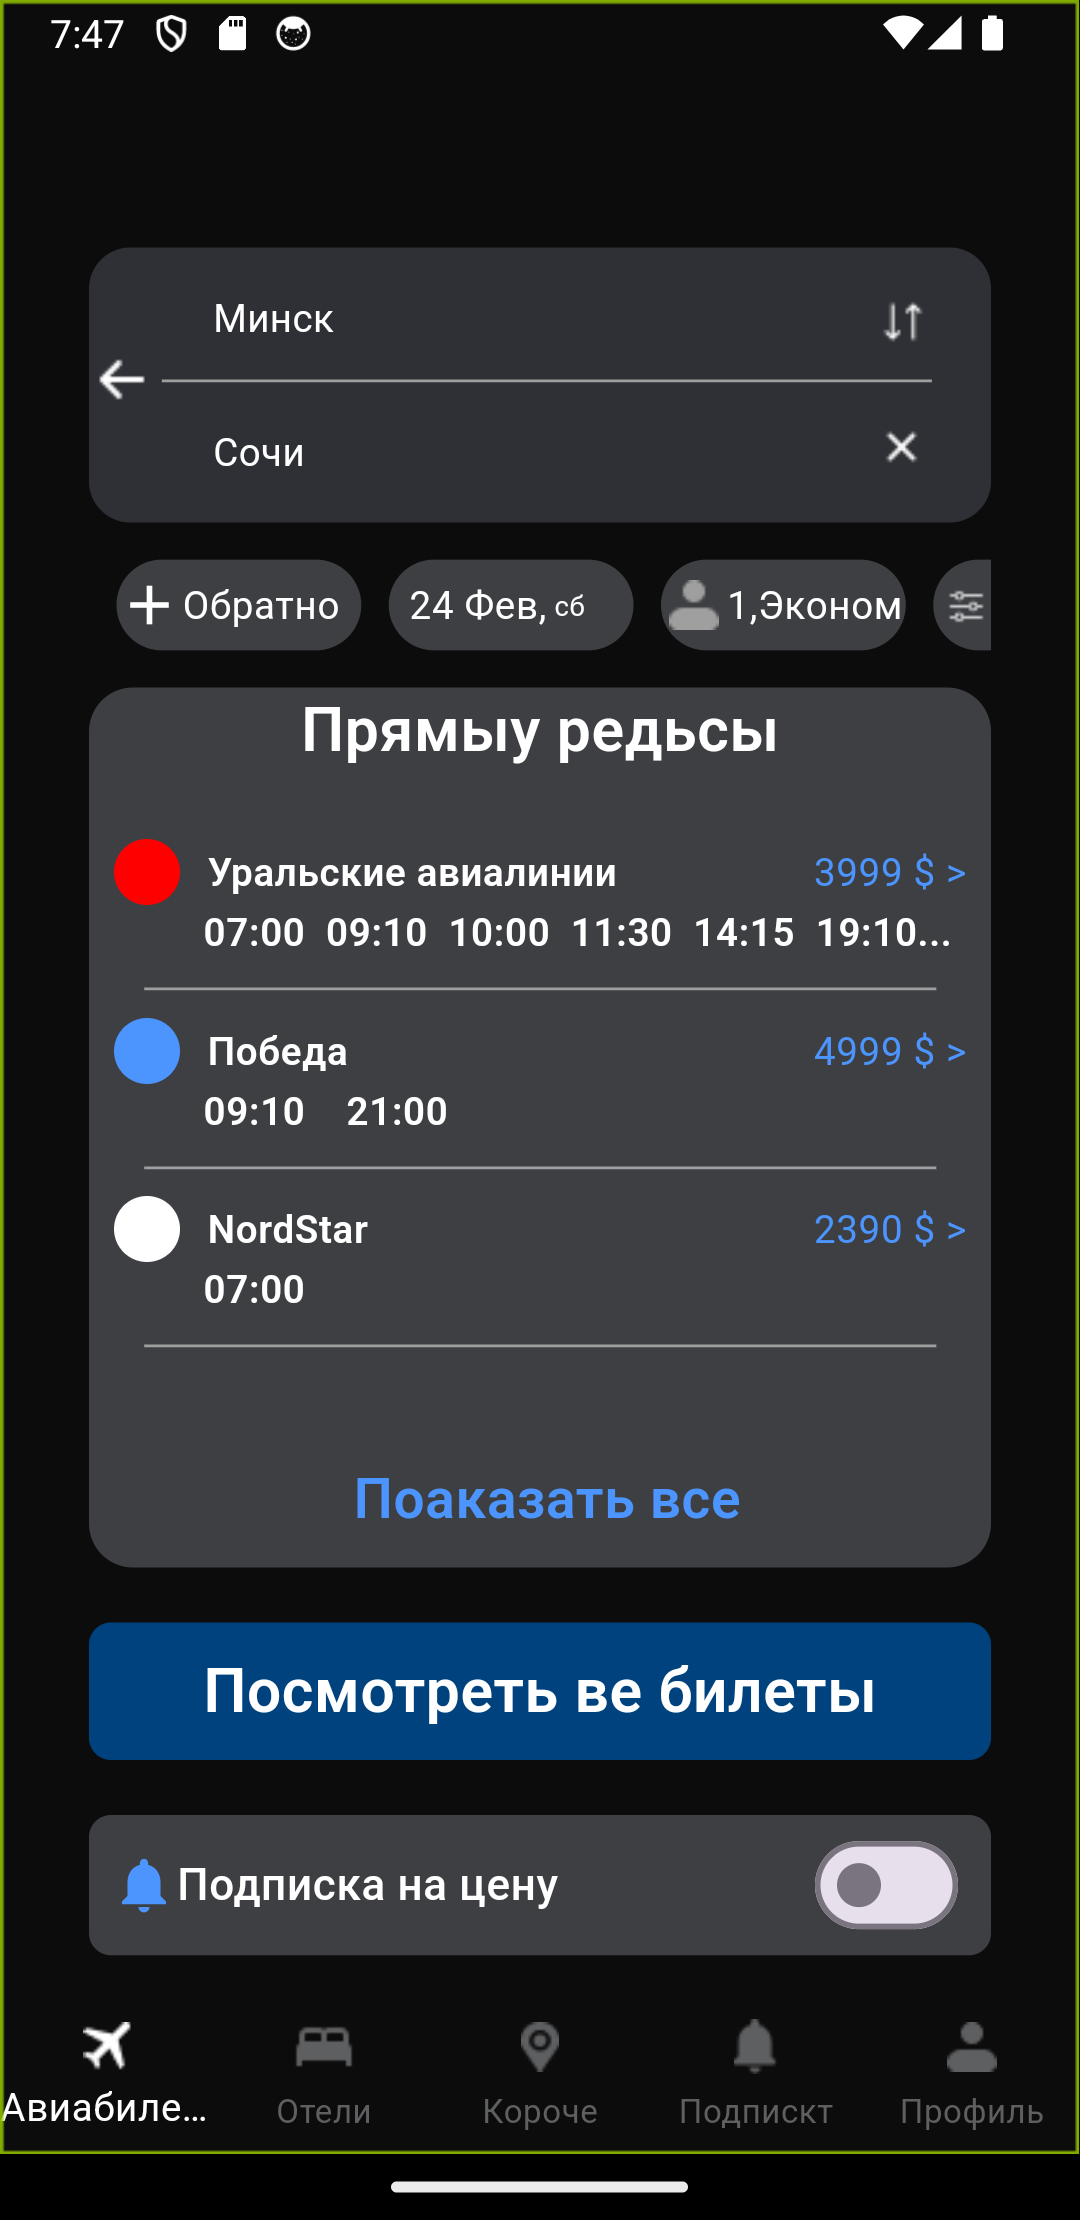 7:47
Минск
Сочи
Обратно
24 Фев, сб
1,Эконом
Прямыу редьсы
Уральские авиалинии 3999 $ >
07:00 09:10 10:00 11:30 14:15 19:10...
Победа 4999 $ >
09:10 21:00
NordStar 2390 $ >
07:00
Поаказать все
Посмотреть ве билеты
Подписка на цену
Авиабиле...
Отели
Короче
Подпискт
Профиль